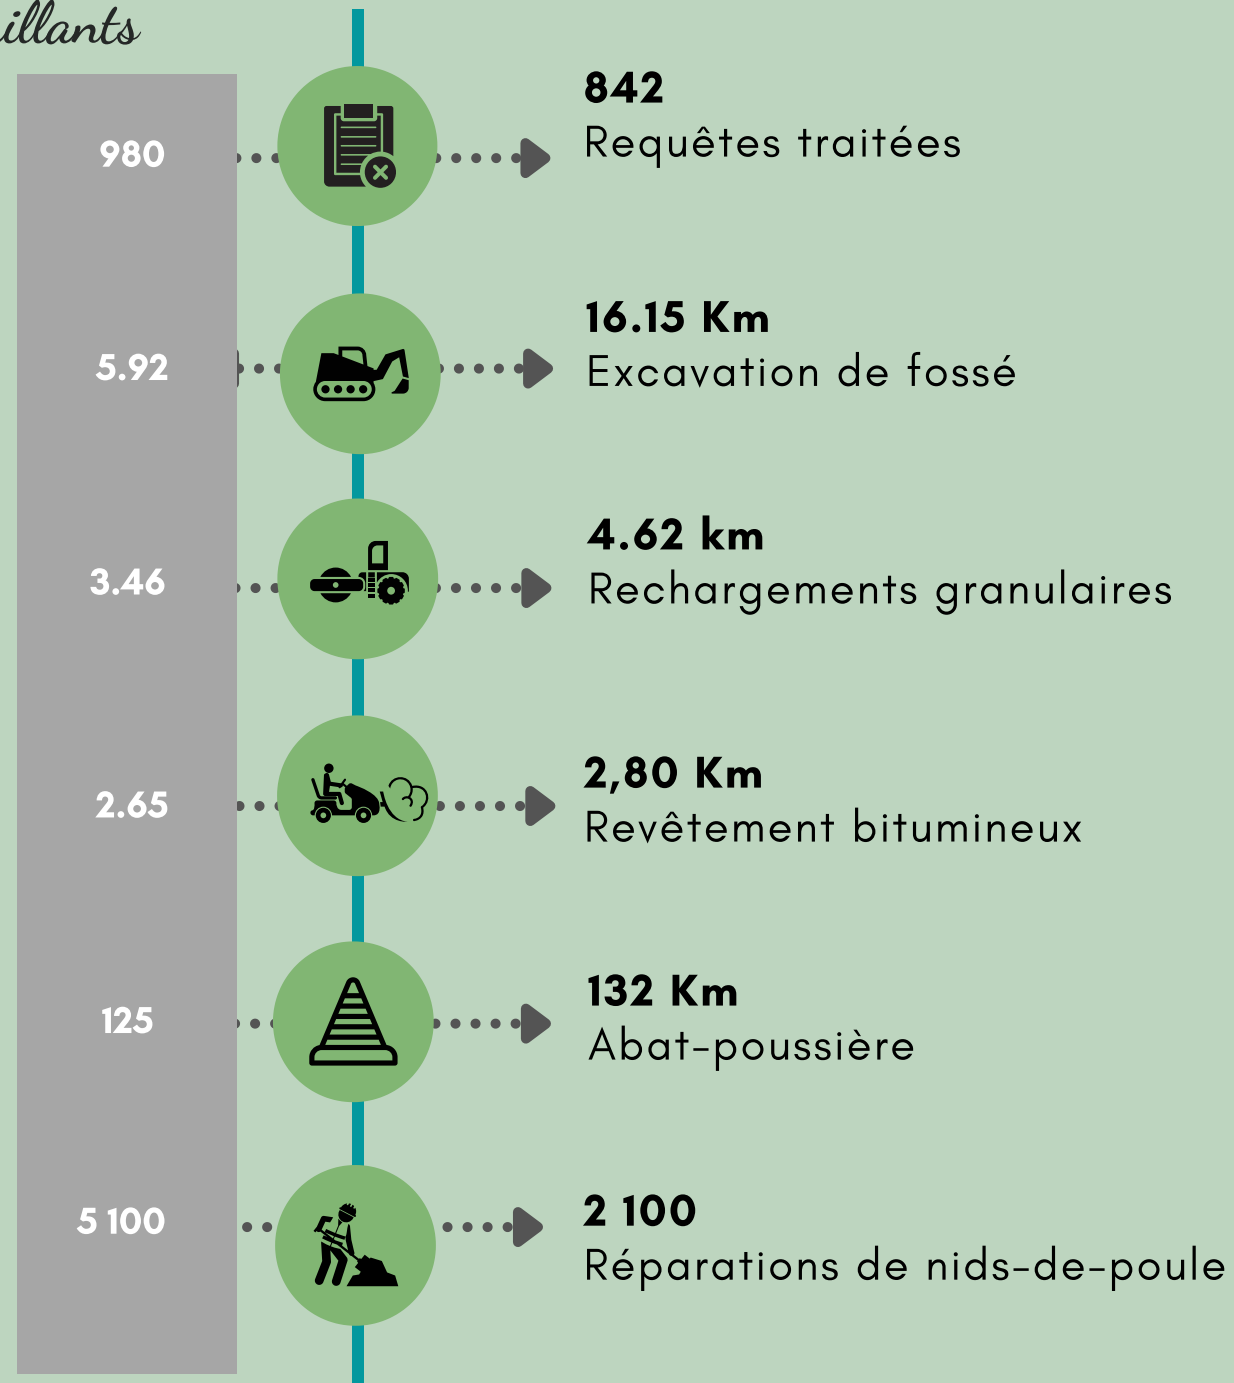 980
842
Requêtes traitées
5.92
16.15 Km
Excavation de fossé
3.46
4.62 km
Rechargements granulaires
2.65
2,80 Km
Revêtement bitumineux
125
132 Km
Abat-poussière
5 100
2 100
Réparations de nids-de-poule